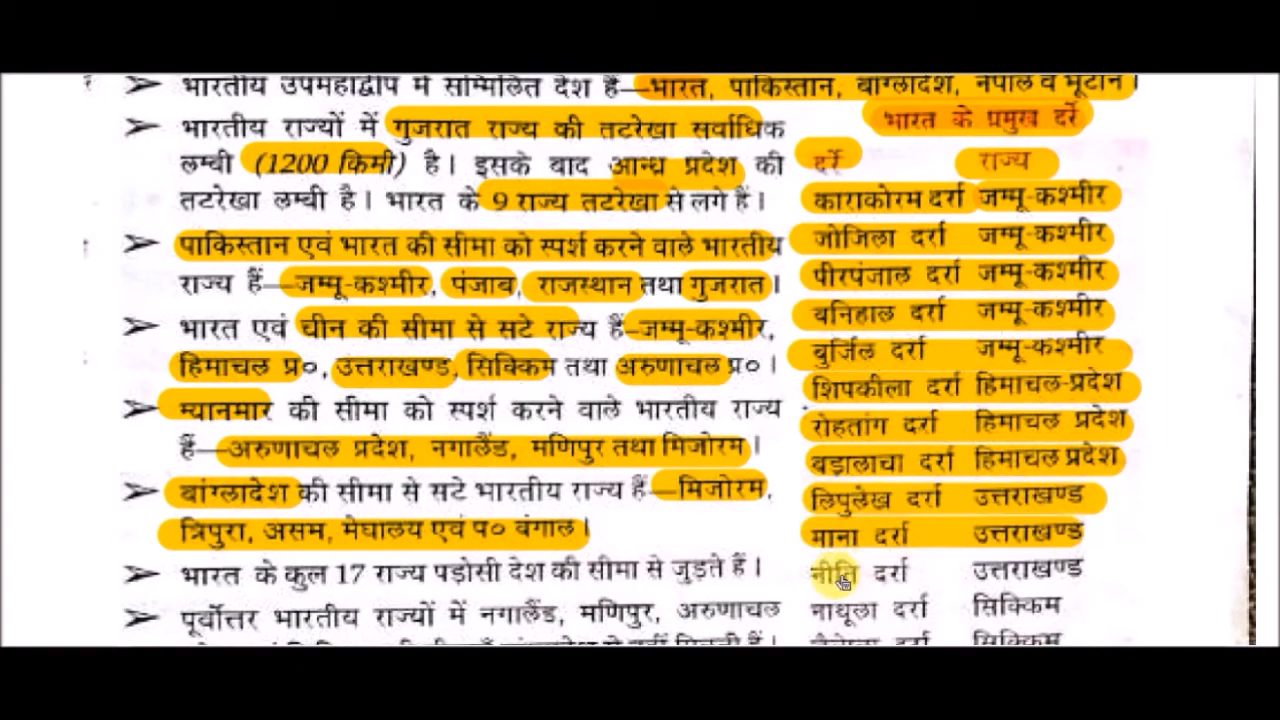 भारतीय उपमहाद्वीप में सम्मिलित देश हैं—भारत, पाकिस्तान, बांग्लादेश, नेपाल व भूटान।
भारतीय राज्यों में गुजरात राज्य की तटरेखा सर्वाधिक
लम्बी (1200 किमी) है। इसके बाद आन्ध्र प्रदेश की
तटरेखा लम्बी है। भारत के 9 राज्य तटरेखा से लगे हैं।
पाकिस्तान एवं भारत की सीमा को स्पर्श करने वाले भारतीय
राज्य हैं—जम्मू-कश्मीर, पंजाब, राजस्थान तथा गुजरात।
भारत एवं चीन की सीमा से सटे राज्य हैं—जम्मू-कश्मीर,
हिमाचल प्र०, उत्तराखण्ड, सिक्किम तथा अरुणाचल प्र०।
म्यानमार की सीमा को स्पर्श करने वाले भारतीय राज्य
हैं—अरुणाचल प्रदेश, नगालैंड, मणिपुर तथा मिजोरम।
बांग्लादेश की सीमा से सटे भारतीय राज्य हैं—मिजोरम,
त्रिपुरा, असम, मेघालय एवं प० बंगाल।
भारत के कुल 17 राज्य पड़ोसी देश की सीमा से जुड़ते हैं।
पूर्वोत्तर भारतीय राज्यों में नगालैंड, मणिपुर, अरुणाचल
भारत के प्रमुख दर्रे
दर्रे राज्य
काराकोरम दर्रा जम्मू-कश्मीर
जोजिला दर्रा जम्मू-कश्मीर
पीरपंजाल दर्रा जम्मू-कश्मीर
बनिहाल दर्रा जम्मू-कश्मीर
बुर्जिल दर्रा जम्मू-कश्मीर
शिपकीला दर्रा हिमाचल-प्रदेश
रोहतांग दर्रा हिमाचल प्रदेश
बड़ालाचा दर्रा हिमाचल प्रदेश
लिपुलेख दर्रा उत्तराखण्ड
माना दर्रा उत्तराखण्ड
नीति दर्रा उत्तराखण्ड
नाथूला दर्रा सिक्किम
दर्रा सिक्किम